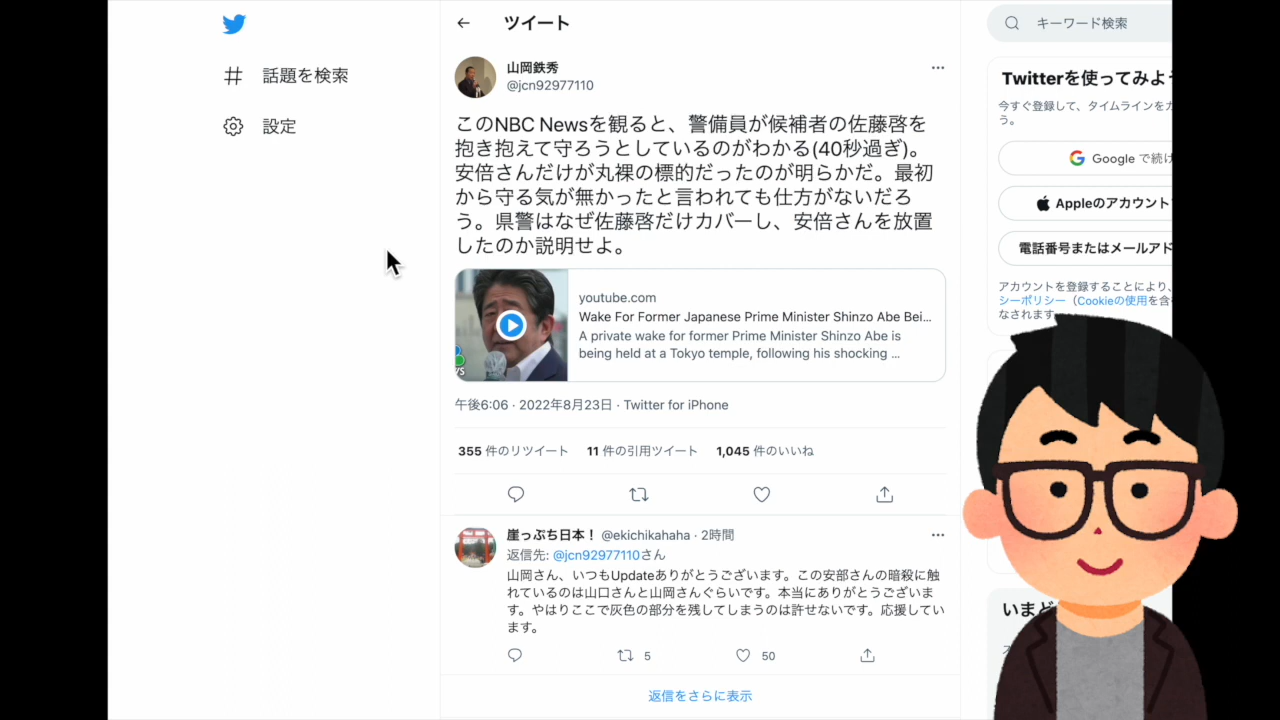 話題を検索
設定
ツイート
山岡鉄秀
@jcn92977110
このNBC Newsを観ると、警備員が候補者の佐藤啓を
抱き抱えて守ろうとしているのがわかる(40秒過ぎ)。
安倍さんだけが丸裸の標的だったのが明らかだ。最初
から守る気が無かったと言われても仕方がないだろ
う。県警はなぜ佐藤啓だけカバーし、安倍さんを放置
したのか説明せよ。
youtube.com
Wake For Former Japanese Prime Minister Shinzo Abe Bei...
A private wake for former Prime Minister Shinzo Abe is
being held at a Tokyo temple, following his shocking ...
午後6:06 · 2022年8月23日 · Twitter for iPhone
355 件のリツイート 11 件の引用ツイート 1,045 件のいいね
崖っぷち日本！ @ekichikahaha · 2時間
返信先: @jcn92977110さん
山岡さん、いつもUpdateありがとうございます。この安部さんの暗殺に触
れているのは山口さんと山岡さんぐらいです。本当にありがとうございま
す。やはりここで灰色の部分を残してしまうのは許せないです。応援してい
ます。
5 50
返信をさらに表示
キーワード検索
Twitterを使ってみよ
今すぐ登録して、タイムラインを
う。
Google で続け
Appleのアカウント
電話番号またはメールアド
アカウントを登録することにより、
シーポリシー（Cookieの使用を含
なされます
いまど